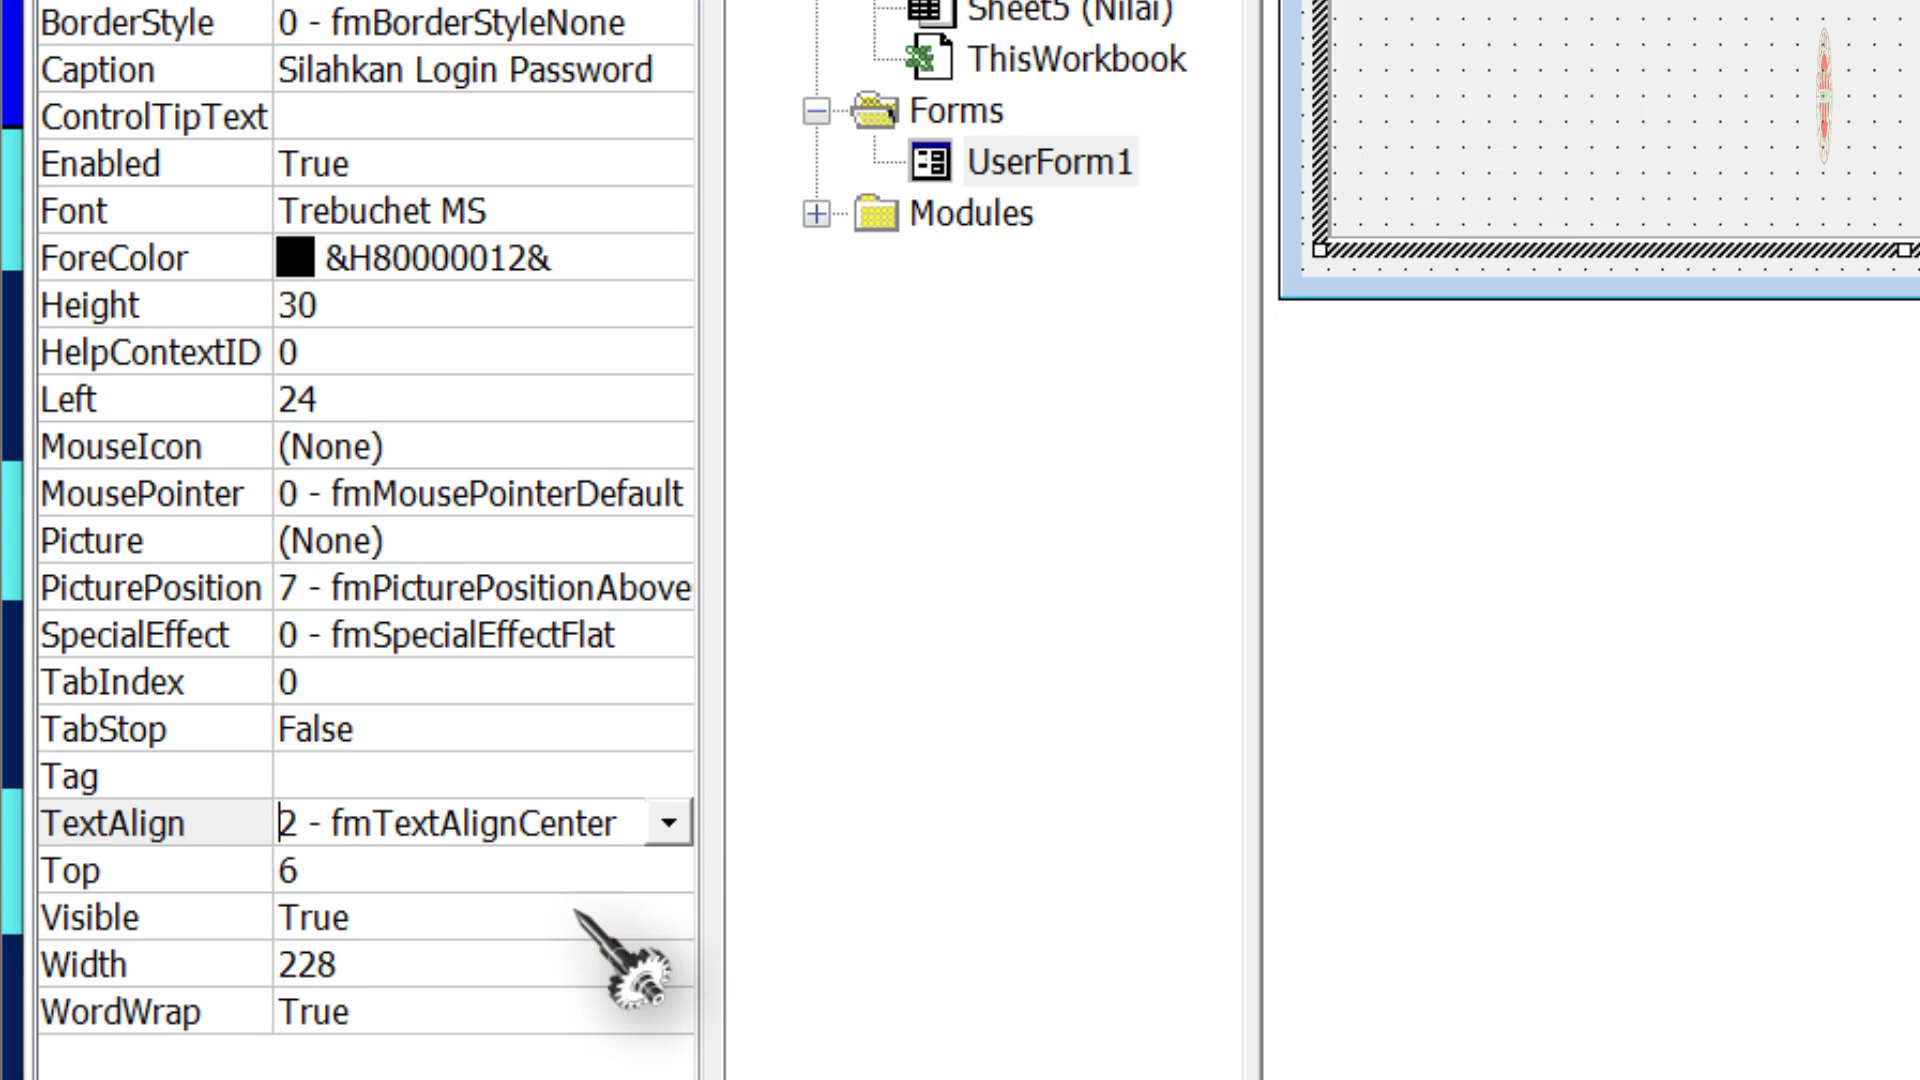 BorderStyle 0 - fmBorderStyleNone
Caption Silahkan Login Password
ControlTipText
Enabled True
Font Trebuchet MS
ForeColor &H80000012&
Height 30
HelpContextID 0
Left 24
MouseIcon (None)
MousePointer 0 - fmMousePointerDefault
Picture (None)
PicturePosition 7 - fmPicturePositionAbove
SpecialEffect 0 - fmSpecialEffectFlat
TabIndex 0
TabStop False
Tag
TextAlign 2 - fmTextAlignCenter
Top 6
Visible True
Width 228
WordWrap True
Sheet5 (Nilai)
ThisWorkbook
Forms
UserForm1
Modules